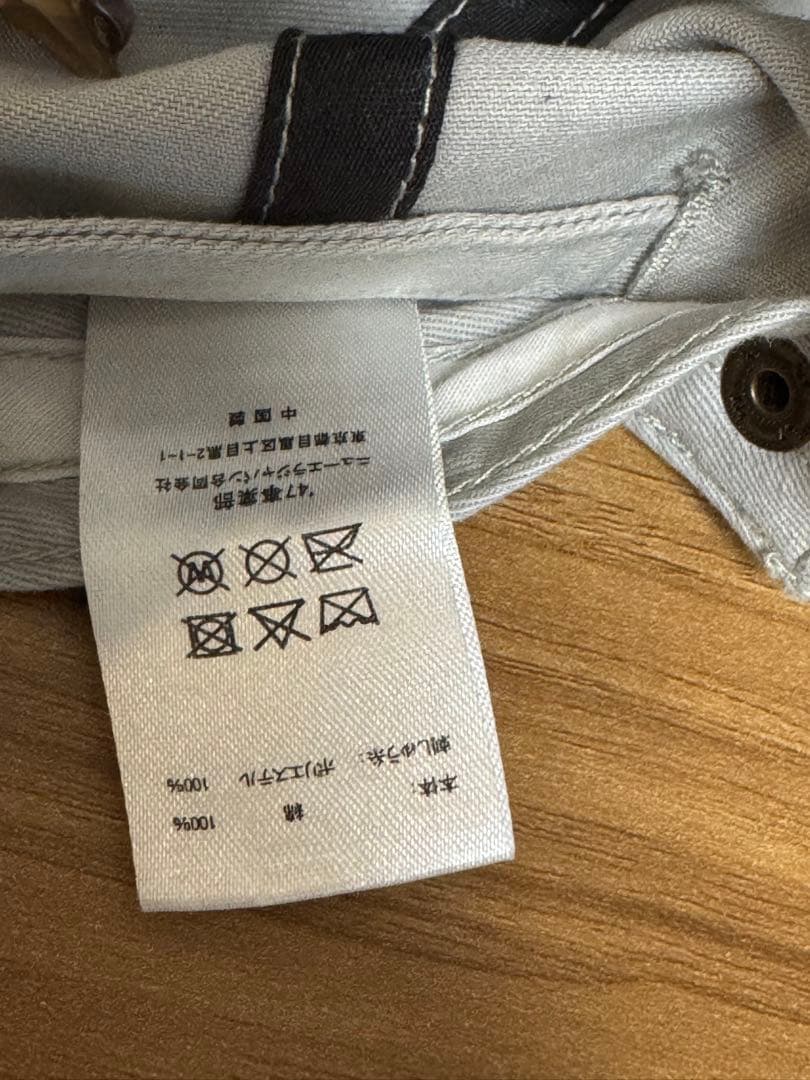 本体: 綿 100%
刺しゅう糸: ポリエステル 100%
W
'47事業部
ニューエラジャパン合同会社
東京都目黒区上目黒2-1-1
中国製